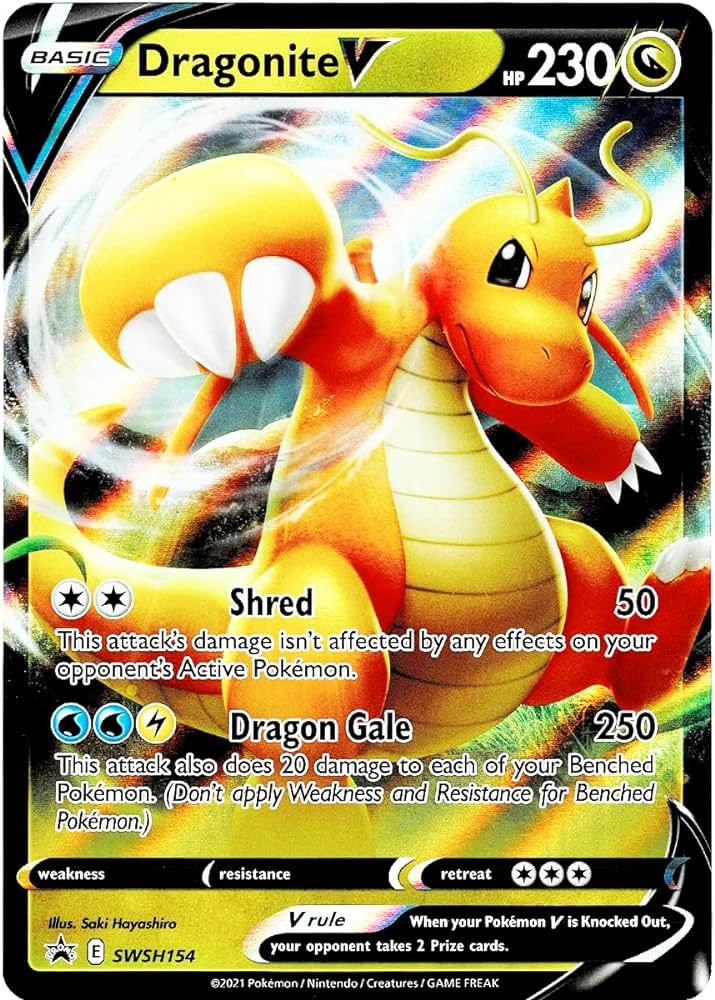 BASIC Dragonite V HP 230
Shred 50
This attack's damage isn't affected by any effects on your
opponent's Active Pokémon.
Dragon Gale 250
This attack also does 20 damage to each of your Benched
Pokémon. (Don't apply Weakness and Resistance for Benched
Pokémon.)
weakness resistance retreat
Illus. Saki Hayashiro
V rule When your Pokémon V is Knocked Out,
your opponent takes 2 Prize cards.
PROMO E SWSH154
©2021 Pokémon / Nintendo / Creatures / GAME FREAK